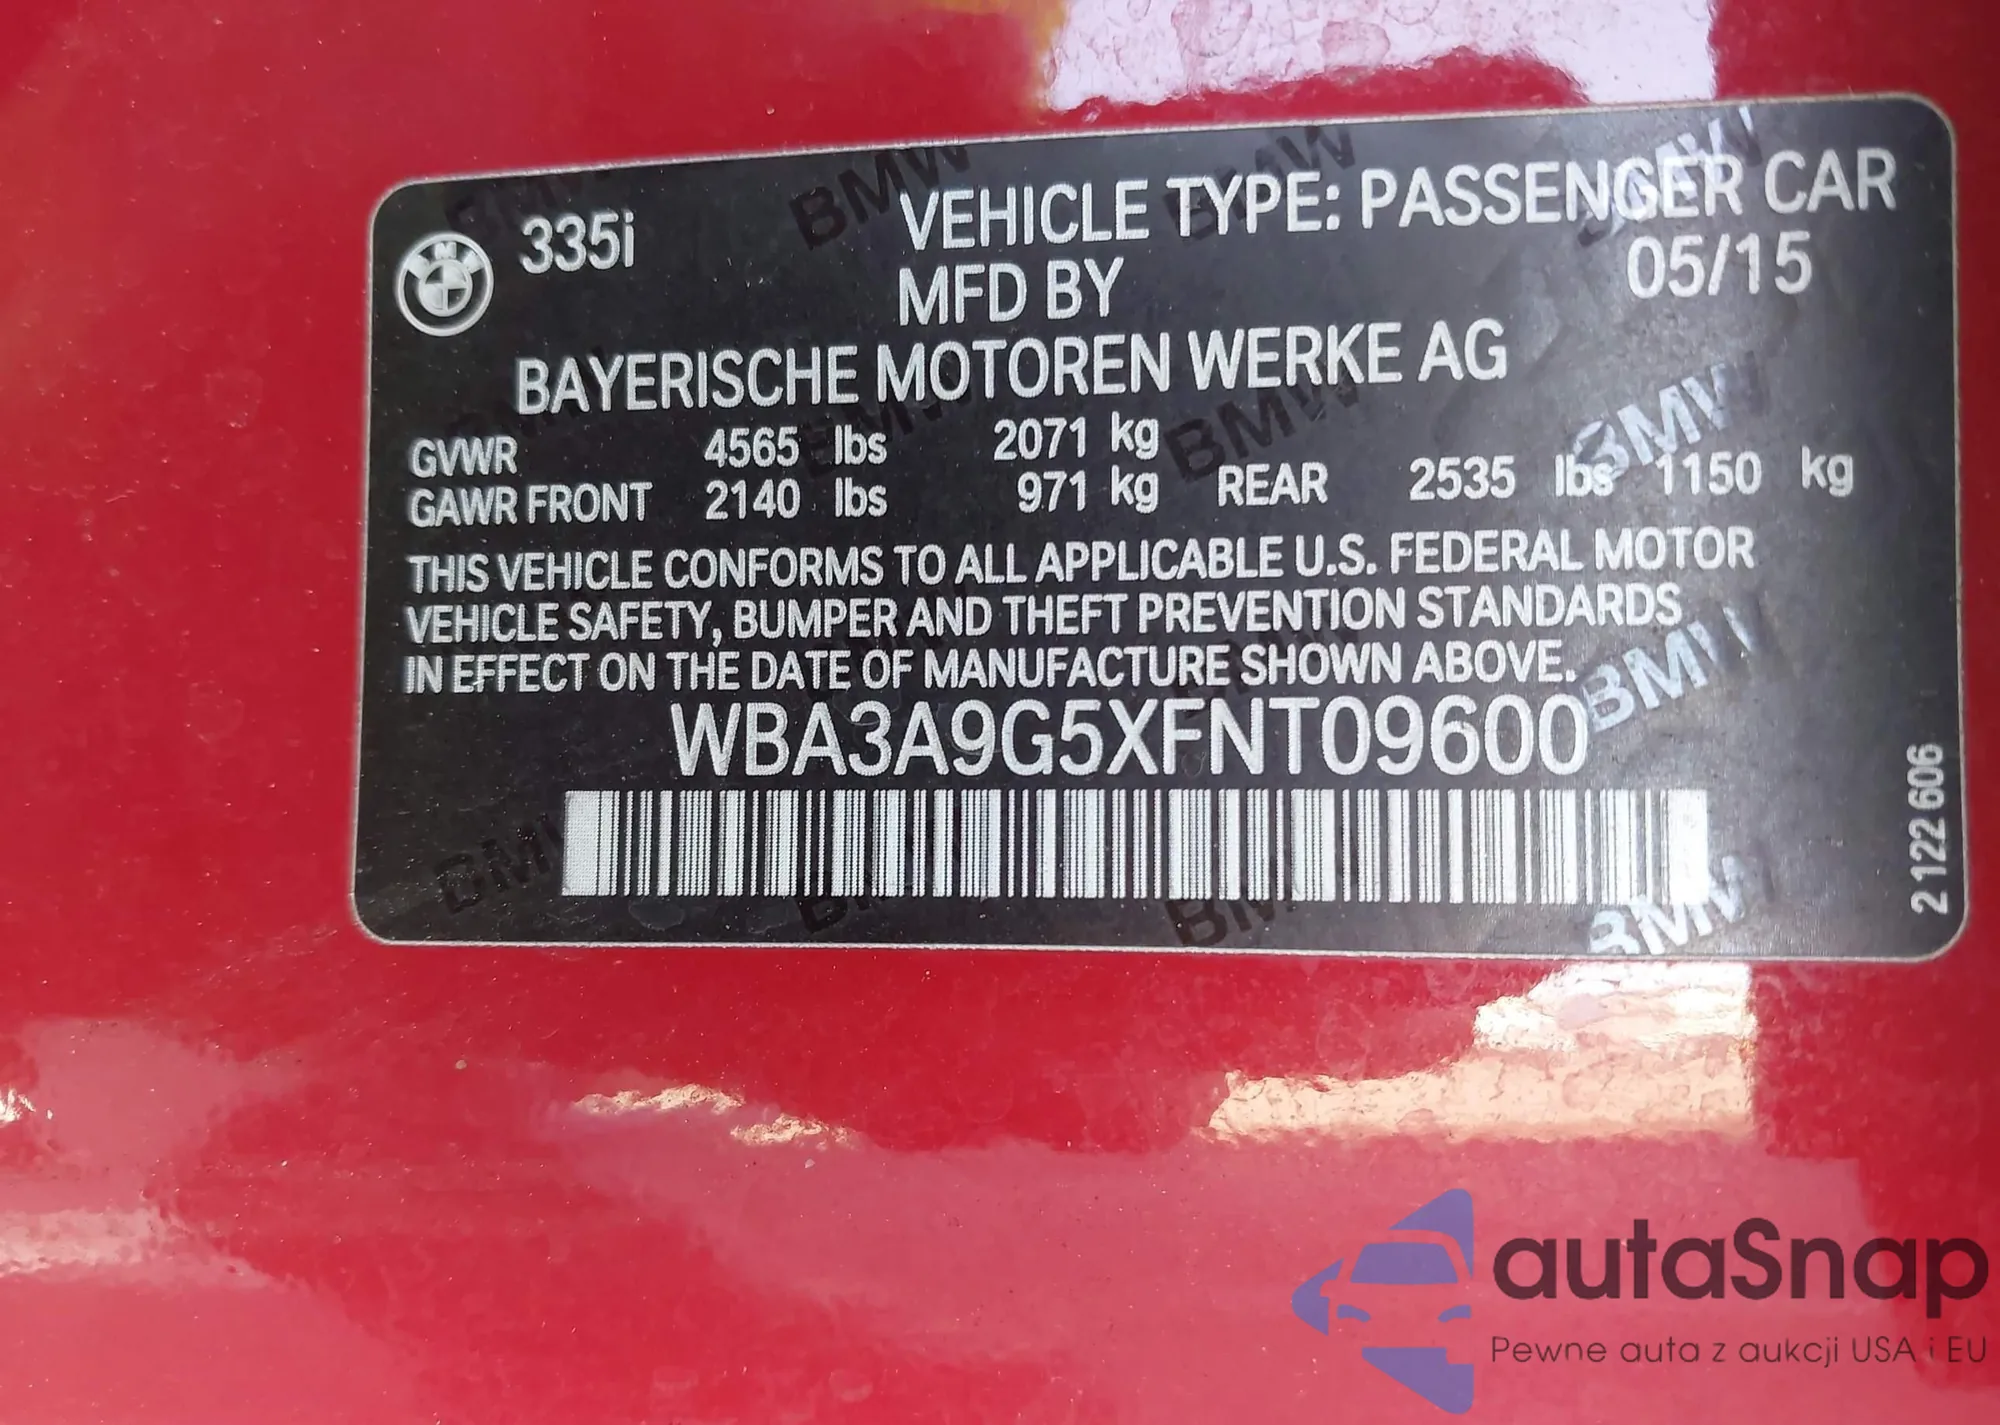 335i
VEHICLE TYPE: PASSENGER CAR
MFD BY
05/15
BAYERISCHE MOTOREN WERKE AG
GVWR 4565 lbs 2071 kg
GAWR FRONT 2140 lbs 971 kg REAR 2535 lbs 1150 kg
THIS VEHICLE CONFORMS TO ALL APPLICABLE U.S. FEDERAL MOTOR
VEHICLE SAFETY, BUMPER AND THEFT PREVENTION STANDARDS
IN EFFECT ON THE DATE OF MANUFACTURE SHOWN ABOVE.
WBA3A9G5XFNT09600
2 122 606
autaSnap
Pewne auta z aukcji USA i EU